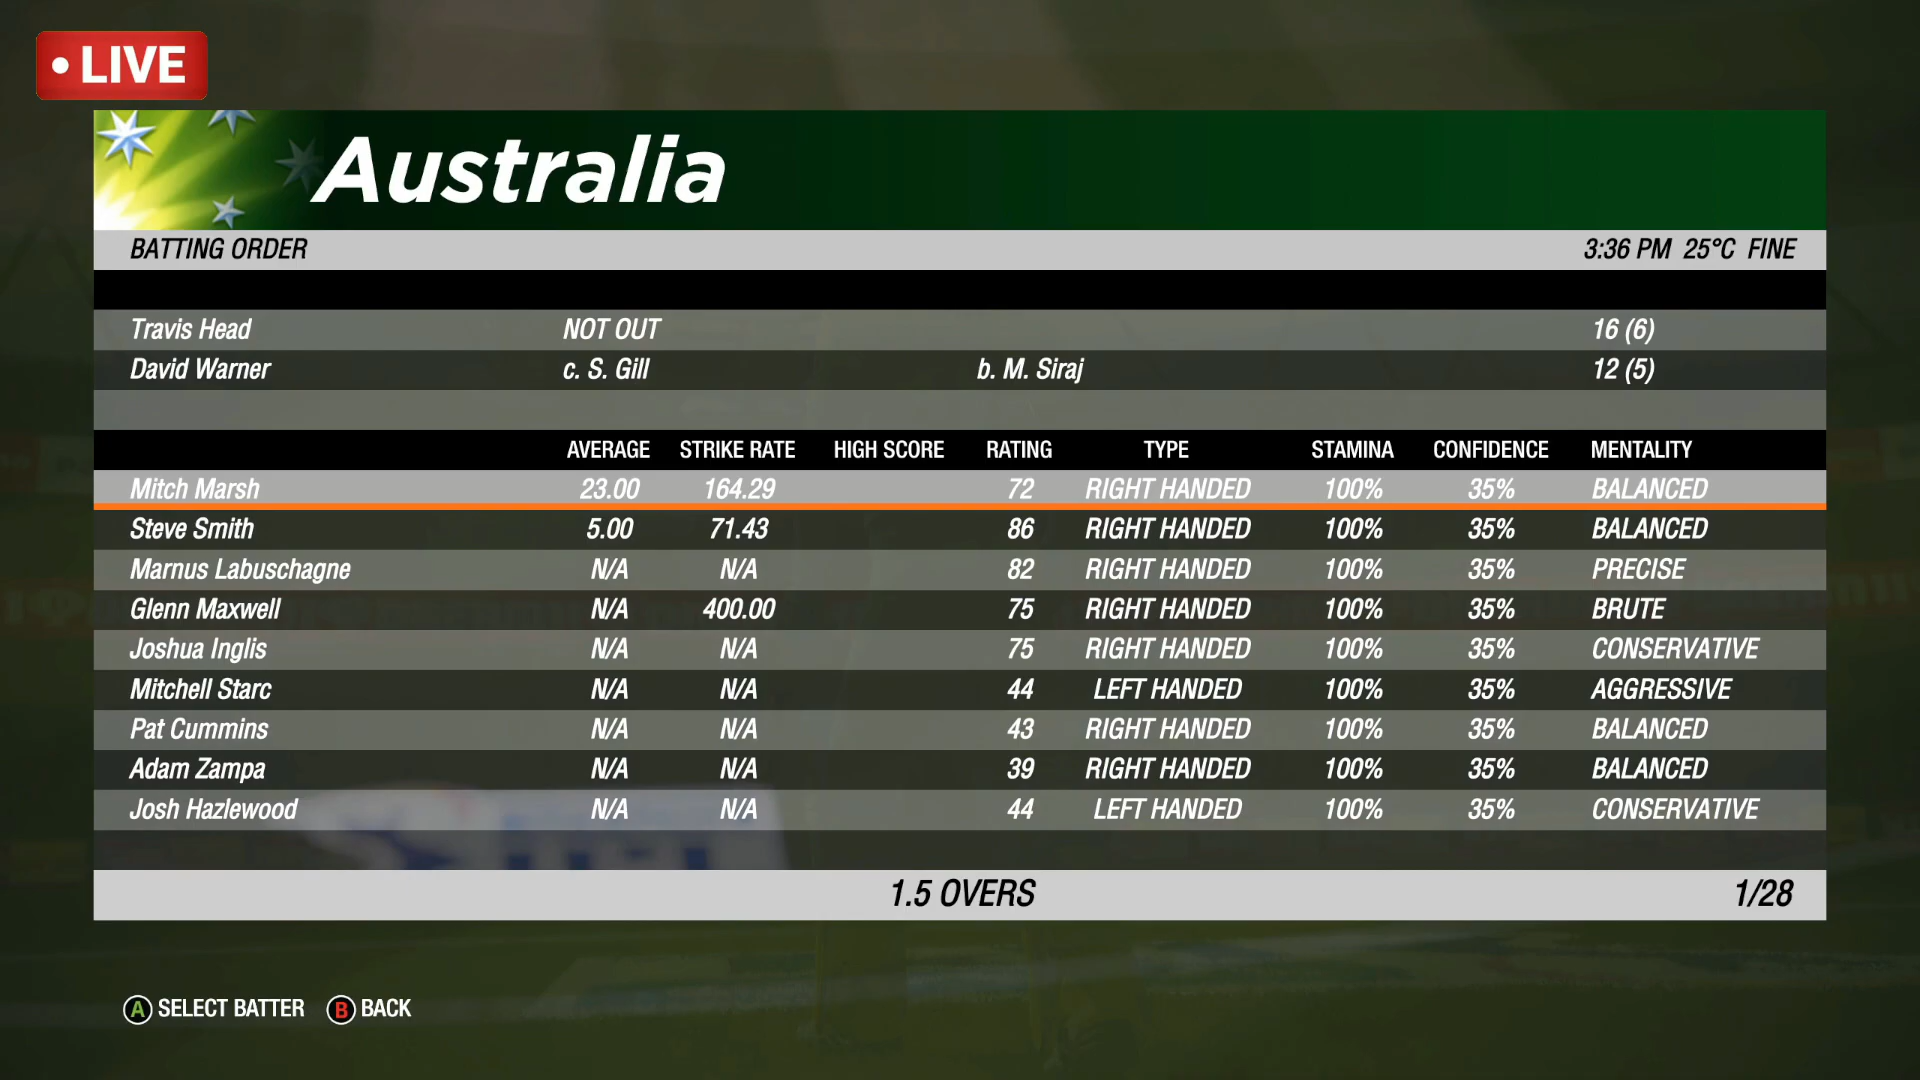 • LIVE
Australia
BATTING ORDER 3:36 PM 25°C FINE
Travis Head NOT OUT 16 (6)
David Warner c. S. Gill b. M. Siraj 12 (5)
AVERAGE STRIKE RATE HIGH SCORE RATING TYPE STAMINA CONFIDENCE MENTALITY
Mitch Marsh 23.00 164.29 72 RIGHT HANDED 100% 35% BALANCED
Steve Smith 5.00 71.43 86 RIGHT HANDED 100% 35% BALANCED
Marnus Labuschagne N/A N/A 82 RIGHT HANDED 100% 35% PRECISE
Glenn Maxwell N/A 400.00 75 RIGHT HANDED 100% 35% BRUTE
Joshua Inglis N/A N/A 75 RIGHT HANDED 100% 35% CONSERVATIVE
Mitchell Starc N/A N/A 44 LEFT HANDED 100% 35% AGGRESSIVE
Pat Cummins N/A N/A 43 RIGHT HANDED 100% 35% BALANCED
Adam Zampa N/A N/A 39 RIGHT HANDED 100% 35% BALANCED
Josh Hazlewood N/A N/A 44 LEFT HANDED 100% 35% CONSERVATIVE
1.5 OVERS 1/28
A SELECT BATTER B BACK